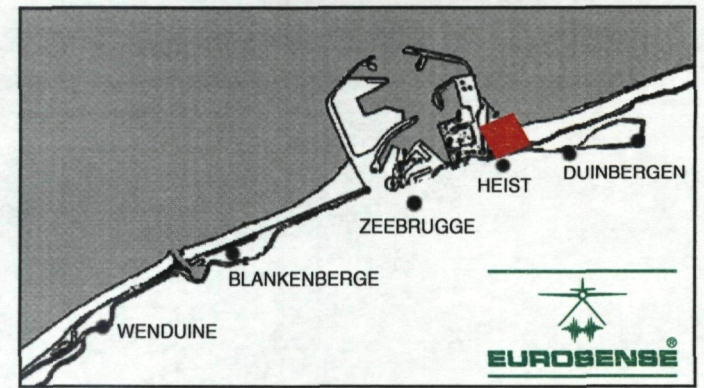 DUINBERGEN
HEIST
ZEEBRUGGE
BLANKENBERGE
WENDUINE
EUROSENSE®